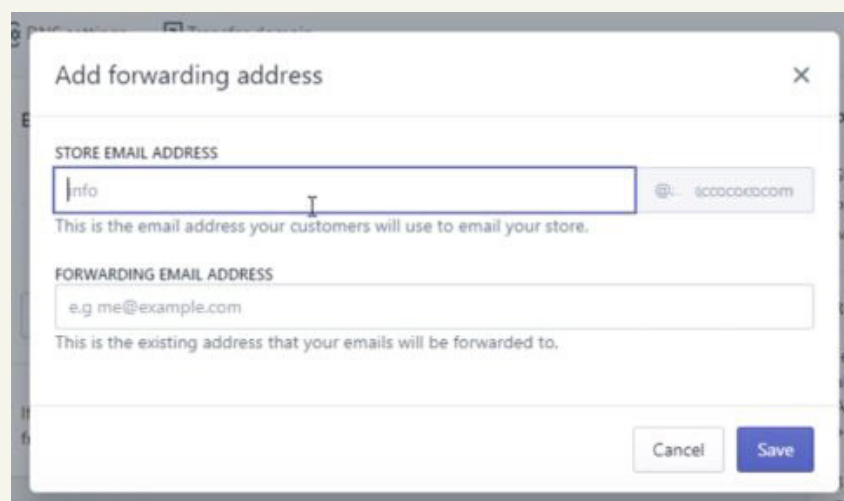 Add forwarding address
STORE EMAIL ADDRESS
info
This is the email address your customers will use to email your store.
FORWARDING EMAIL ADDRESS
e.g me@example.com
This is the existing address that your emails will be forwarded to.
Cancel Save